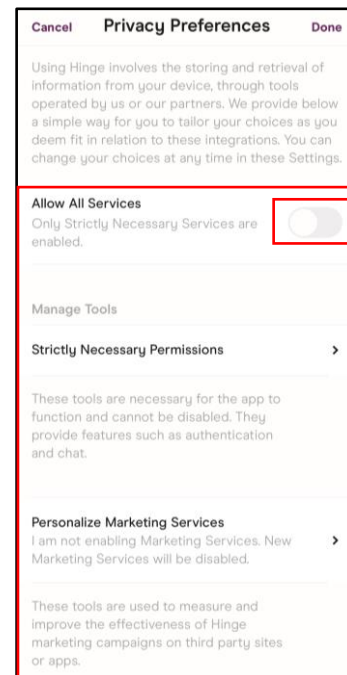 Cancel Privacy Preferences Done
Using Hinge involves the storing and retrieval of
information from your device, through tools
operated by us or our partners. We provide below
a simple way for you to tailor your choices as you
deem fit in relation to these integrations. You can
change your choices at any time in these Settings.
Allow All Services
Only Strictly Necessary Services are
enabled.
Manage Tools
Strictly Necessary Permissions
These tools are necessary for the app to
function and cannot be disabled. They
provide features such as authentication
and chat.
Personalize Marketing Services
I am not enabling Marketing Services. New
Marketing Services will be disabled.
These tools are used to measure and
improve the effectiveness of Hinge
marketing campaigns on third party sites
or apps.